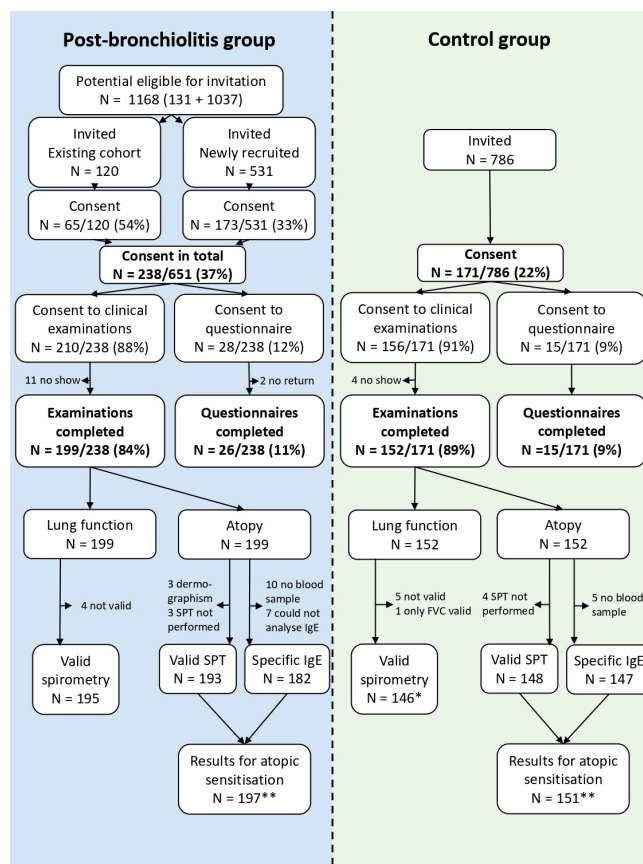 Post-bronchiolitis group
Potential eligible for invitation
N = 1168 (131 + 1037)
Invited
Existing cohort
N = 120
Invited
Newly recruited
N = 531
Consent
N = 65/120 (54%)
Consent
N = 173/531 (33%)
Consent in total
N = 238/651 (37%)
Consent to clinical
examinations
N = 210/238 (88%)
Consent to
questionnaire
N = 28/238 (12%)
11 no show
2 no return
Examinations
completed
N = 199/238 (84%)
Questionnaires
completed
N = 26/238 (11%)
Lung function
N = 199
Atopy
N = 199
4 not valid
3 dermo-
graphism
3 SPT not
performed
10 no blood
sample
7 could not
analyse IgE
Valid
spirometry
N = 195
Valid SPT
N = 193
Specific IgE
N = 182
Results for atopic
sensitisation
N = 197**
Control group
Invited
N = 786
Consent
N = 171/786 (22%)
Consent to clinical
examinations
N = 156/171 (91%)
Consent to
questionnaire
N = 15/171 (9%)
4 no show
Examinations
completed
N = 152/171 (89%)
Questionnaires
completed
N =15/171 (9%)
Lung function
N = 152
Atopy
N = 152
5 not valid
1 only FVC valid
4 SPT not
performed
5 no blood
sample
Valid
spirometry
N = 146*
Valid SPT
N = 148
Specific IgE
N = 147
Results for atopic
sensitisation
N = 151**